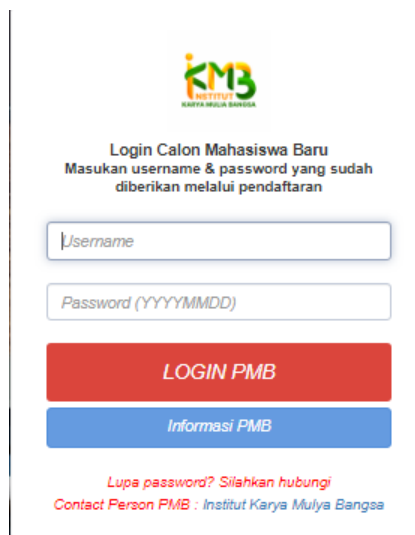 KMB
INSTITUT
KARYA MULIA BANGSA
Login Calon Mahasiswa Baru
Masukan username & password yang sudah
diberikan melalui pendaftaran
Username
Password (YYYYMMDD)
LOGIN PMB
Informasi PMB
Lupa password? Silahkan hubungi
Contact Person PMB : Institut Karya Mulya Bangsa